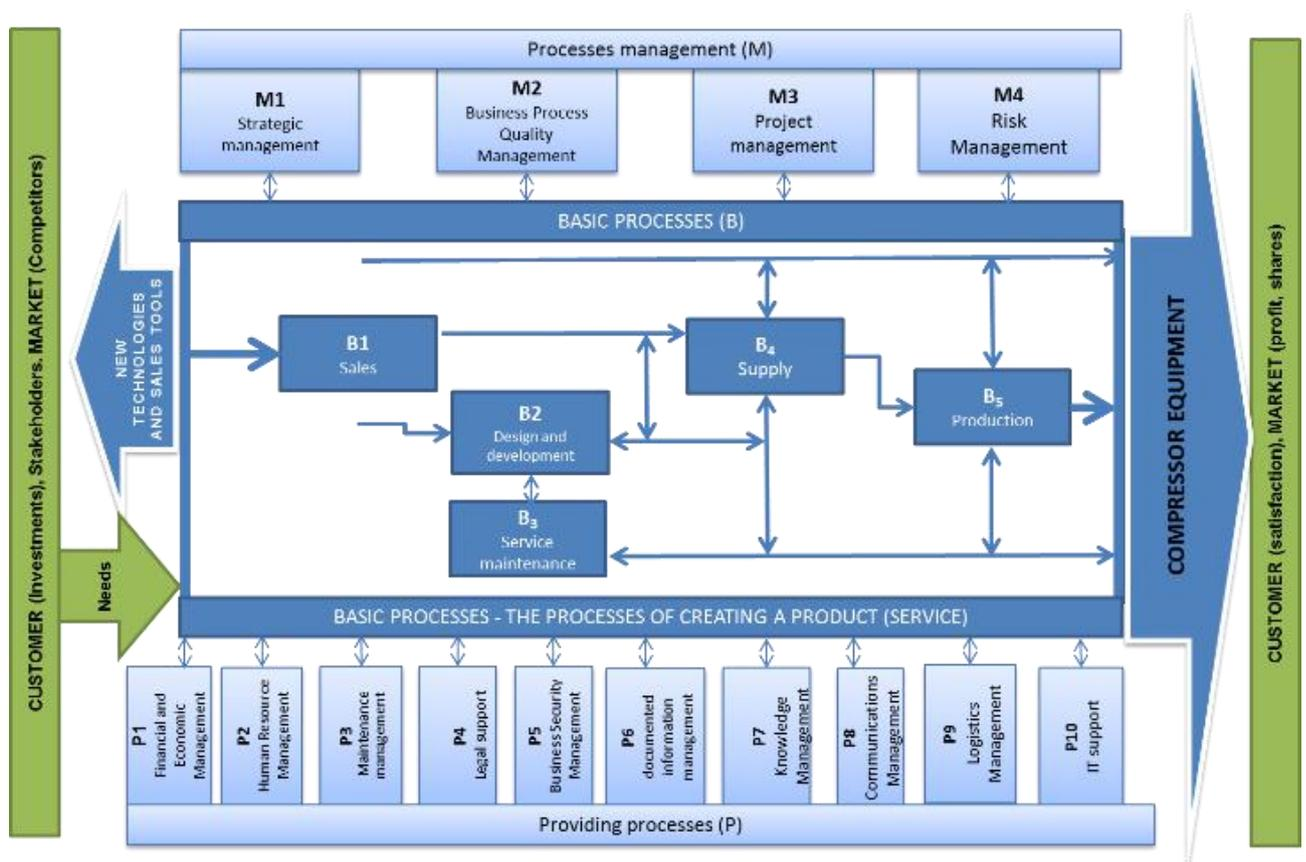 CUSTOMER (Investments), Stakeholders. MARKET (Competitors)
Processes management (M)
M1
Strategic
management
M2
Business Process
Quality
Management
M3
Project
management
M4
Risk
Management
BASIC PROCESSES (B)
NEW
TECHNOLOGIES
AND SALES TOOLS
Needs
B1
Sales
B2
Design and
development
B3
Service
maintenance
B4
Supply
B5
Production
COMPRESSOR EQUIPMENT
CUSTOMER (satisfaction), MARKET (profit, shares)
BASIC PROCESSES - THE PROCESSES OF CREATING A PRODUCT (SERVICE)
P1
Financial and
Economic
Management
P2
Human Resource
Management
P3
Maintenance
management
P4
Legal support
P5
Business Security
Management
P6
documented
information
management
P7
Knowledge
Management
P8
Communications
Management
P9
Logistics
Management
P10
IT support
Providing processes (P)